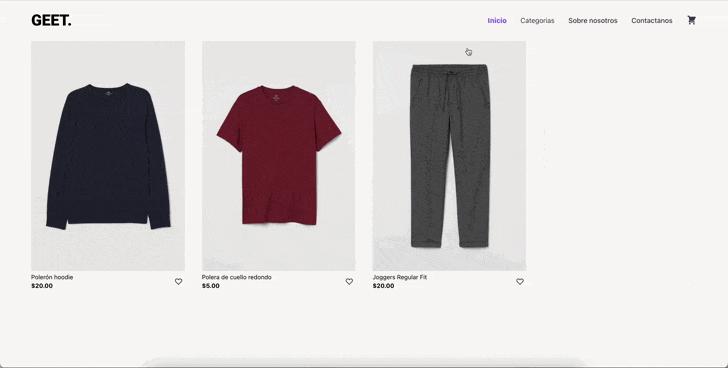 GEET.
Inicio
Categorias
Sobre nosotros
Contactanos
Polerón hoodie
$20.00
Polera de cuello redondo
$5.00
Joggers Regular Fit
$20.00